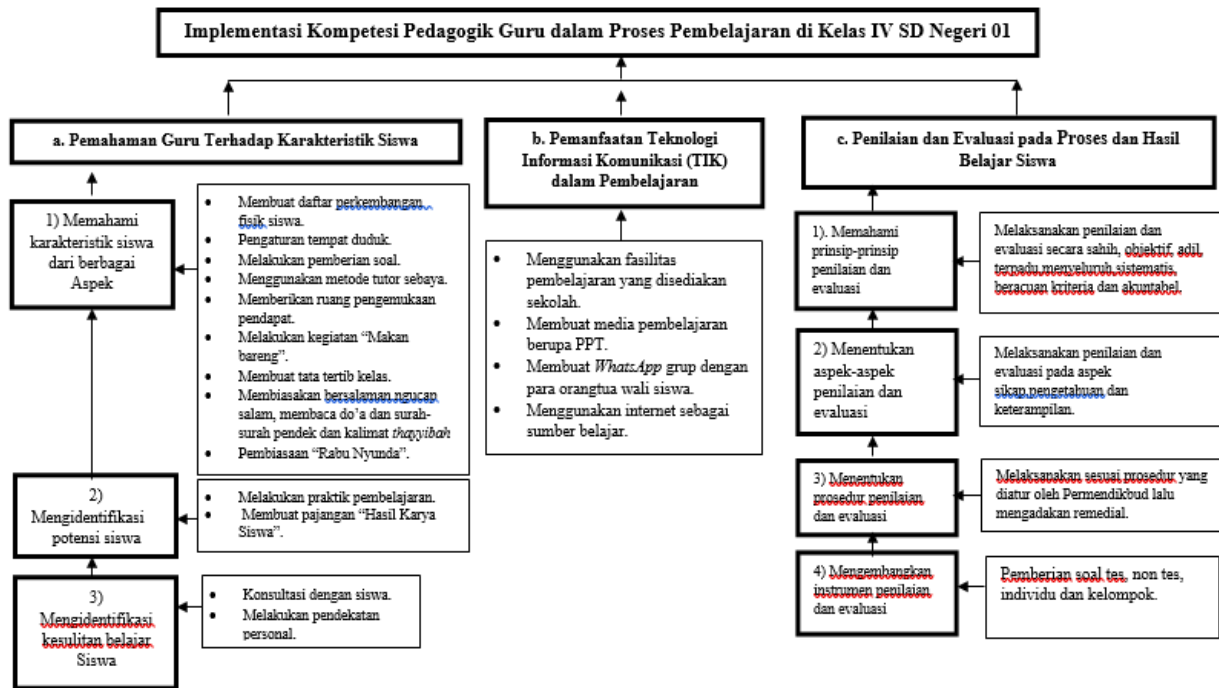 Implementasi Kompetesi Pedagogik Guru dalam Proses Pembelajaran di Kelas IV SD Negeri 01
a. Pemahaman Guru Terhadap Karakteristik Siswa
1) Memahami
karakteristik siswa
dari berbagai
Aspek
• Membuat daftar perkembangan
fisik siswa.
• Pengaturan tempat duduk.
• Melakukan pemberian soal.
• Menggunakan metode tutor sebaya.
• Memberikan ruang pengemukaan
pendapat.
• Melakukan kegiatan “Makan
bareng”.
• Membuat tata tertib kelas.
• Membiasakan bersalaman ngucap
salam, membaca do’a dan surah-
surah pendek dan kalimat thayyibah
• Pembiasaan “Rabu Nyunda”.
2)
Mengidentifikasi
potensi siswa
• Melakukan praktik pembelajaran.
• Membuat pajangan “Hasil Karya
Siswa”.
3)
Mengidentifikasi
kesulitan belajar
Siswa
• Konsultasi dengan siswa.
• Melakukan pendekatan
personal.
b. Pemanfaatan Teknologi
Informasi Komunikasi (TIK)
dalam Pembelajaran
• Menggunakan fasilitas
pembelajaran yang disediakan
sekolah.
• Membuat media pembelajaran
berupa PPT.
• Membuat WhatsApp grup dengan
para orangtua wali siswa.
• Menggunakan internet sebagai
sumber belajar.
c. Penilaian dan Evaluasi pada Proses dan Hasil
Belajar Siswa
1). Memahami
prinsip-prinsip
penilaian dan
evaluasi
Melaksanakan penilaian dan
evaluasi secara sahih, objektif, adil,
terpadu,menyeluruh,sistematis,
beracuan kriteria dan akuntabel.
2) Menentukan
aspek-aspek
penilaian dan
evaluasi
Melaksanakan penilaian dan
evaluasi pada aspek
sikap,pengetahuan dan
keterampilan.
3) Menentukan
prosedur penilaian
dan evaluasi
Melaksanakan sesuai prosedur yang
diatur oleh Permendikbud lalu
mengadakan remedial.
4) Mengembangkan
instrumen penilaian
dan evaluasi
Pemberian soal tes, non tes,
individu dan kelompok.